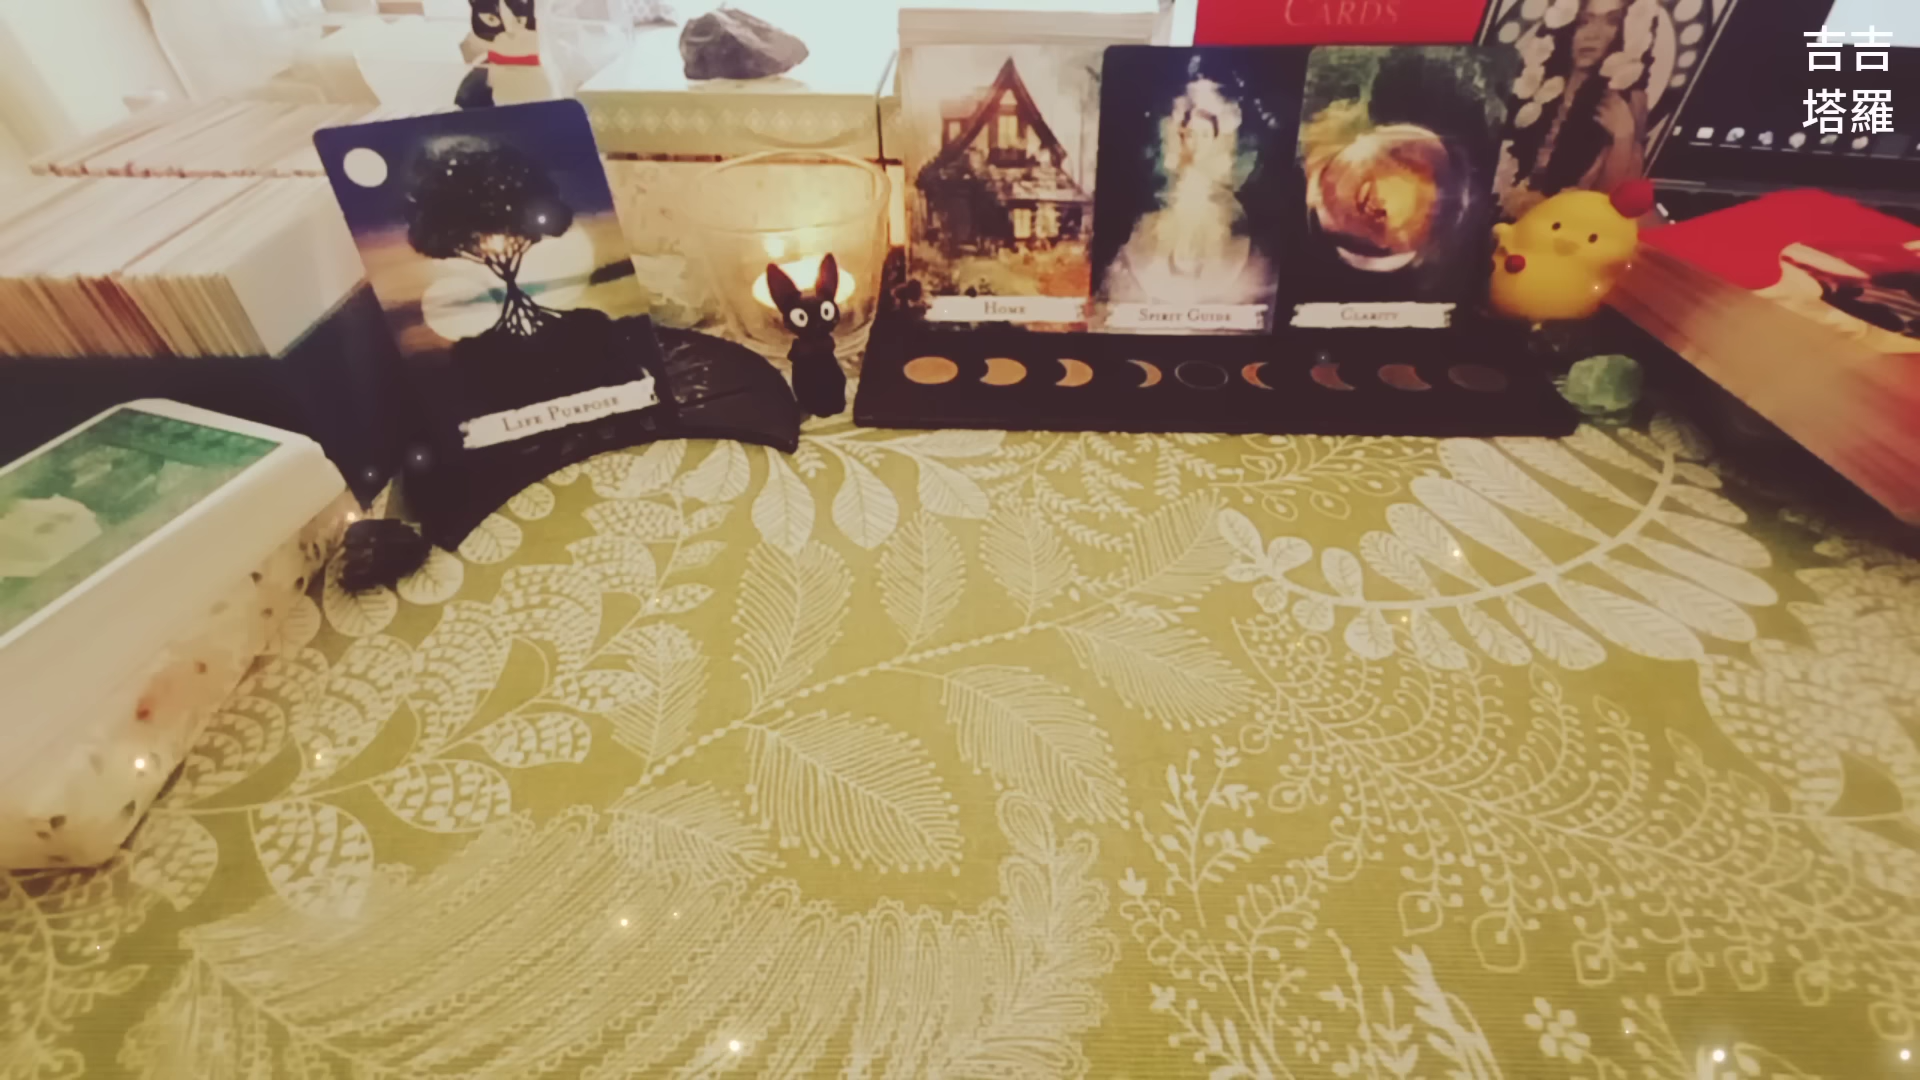 CARDS
吉吉
塔羅
HOME
SPIRIT GUIDE
CLARITY
LIFE PURPOSE